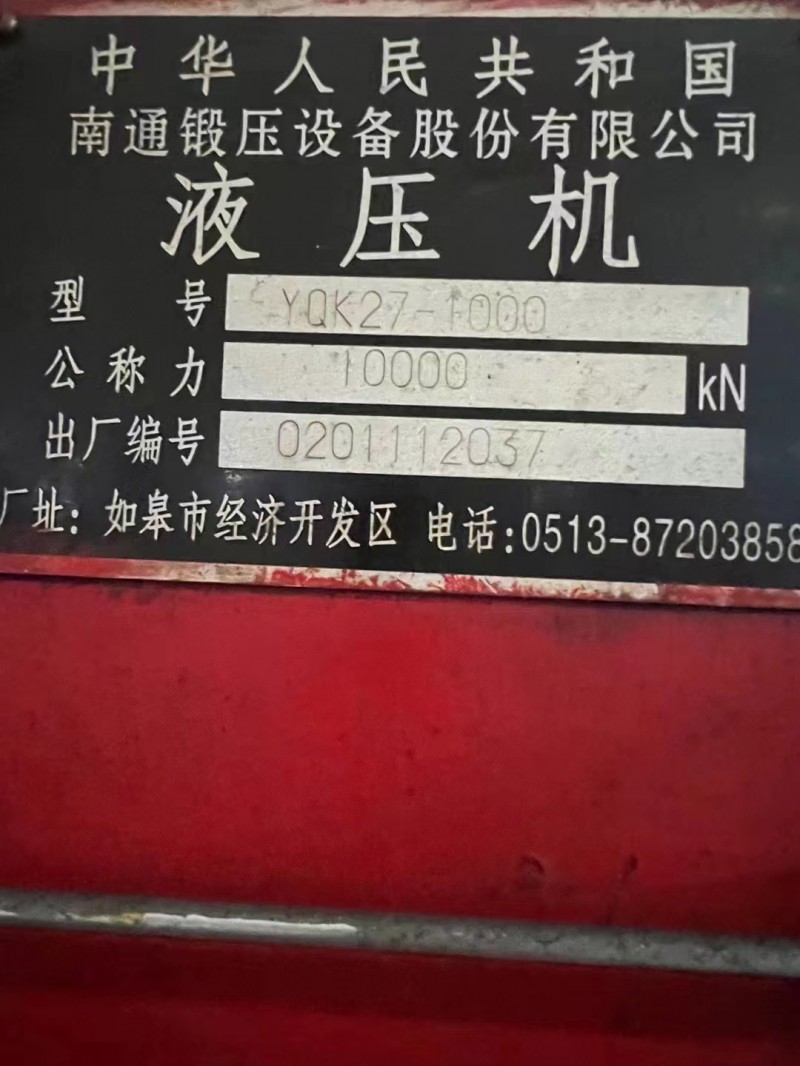 中华人民共和国
南通锻压设备股份有限公司
液压机
型号 YQK27-1000
公称力 10000 kN
出厂编号 0201112037
厂址：如皋市经济开发区 电话：0513-87203858